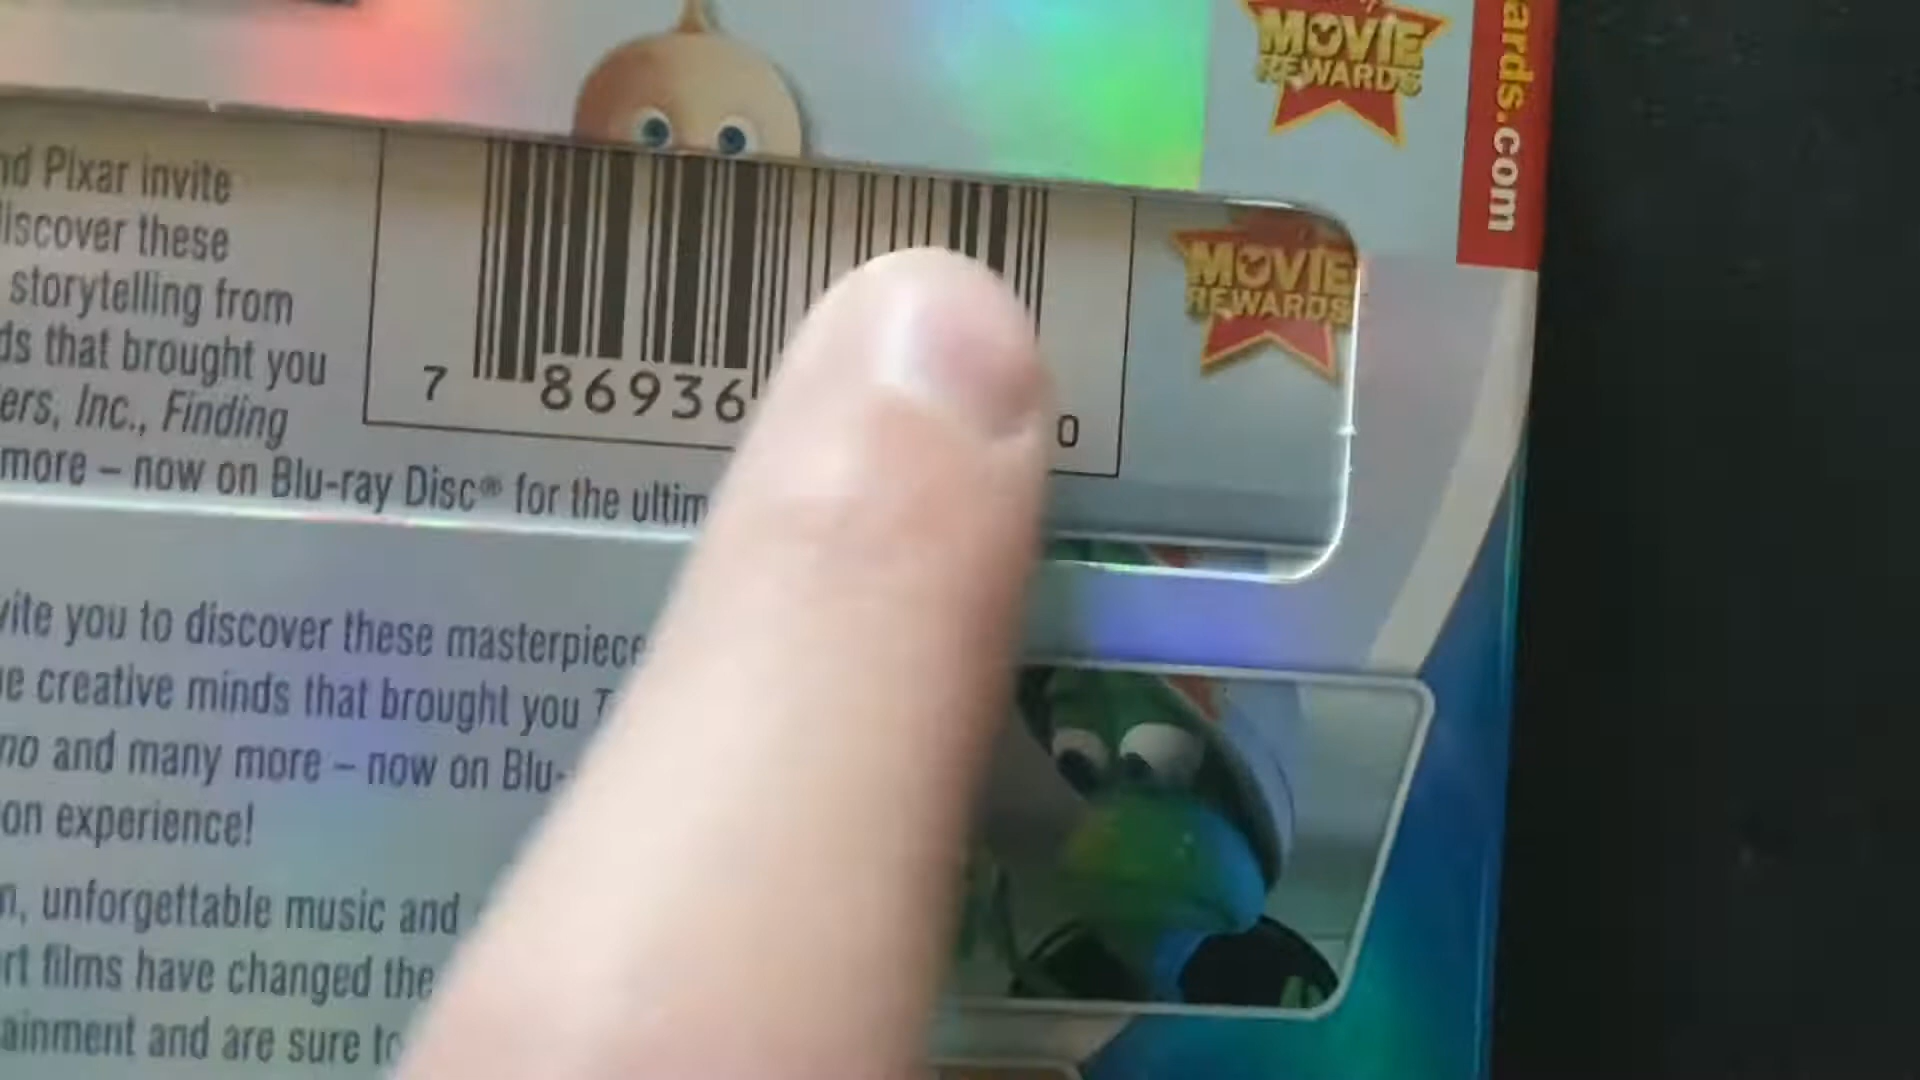 MOVIE
REWARDS
ards.com
nd Pixar invite
discover these
storytelling from
ds that brought you
ers, Inc., Finding
more – now on Blu-ray Disc® for the ultim
7 86936 0
MOVIE
REWARDS
vite you to discover these masterpiece
e creative minds that brought you T
no and many more – now on Blu-
on experience!
n, unforgettable music and
rt films have changed the
ainment and are sure to